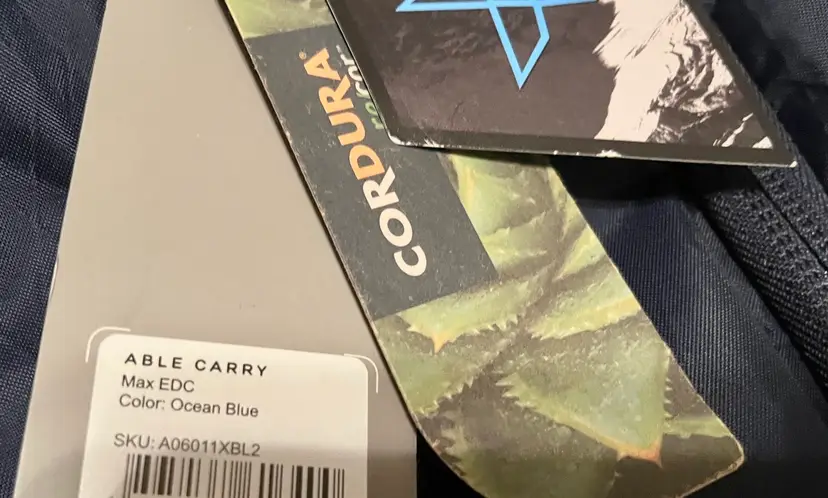 CORDURA®
ABLE CARRY
Max EDC
Color: Ocean Blue
SKU: A06011XBL2